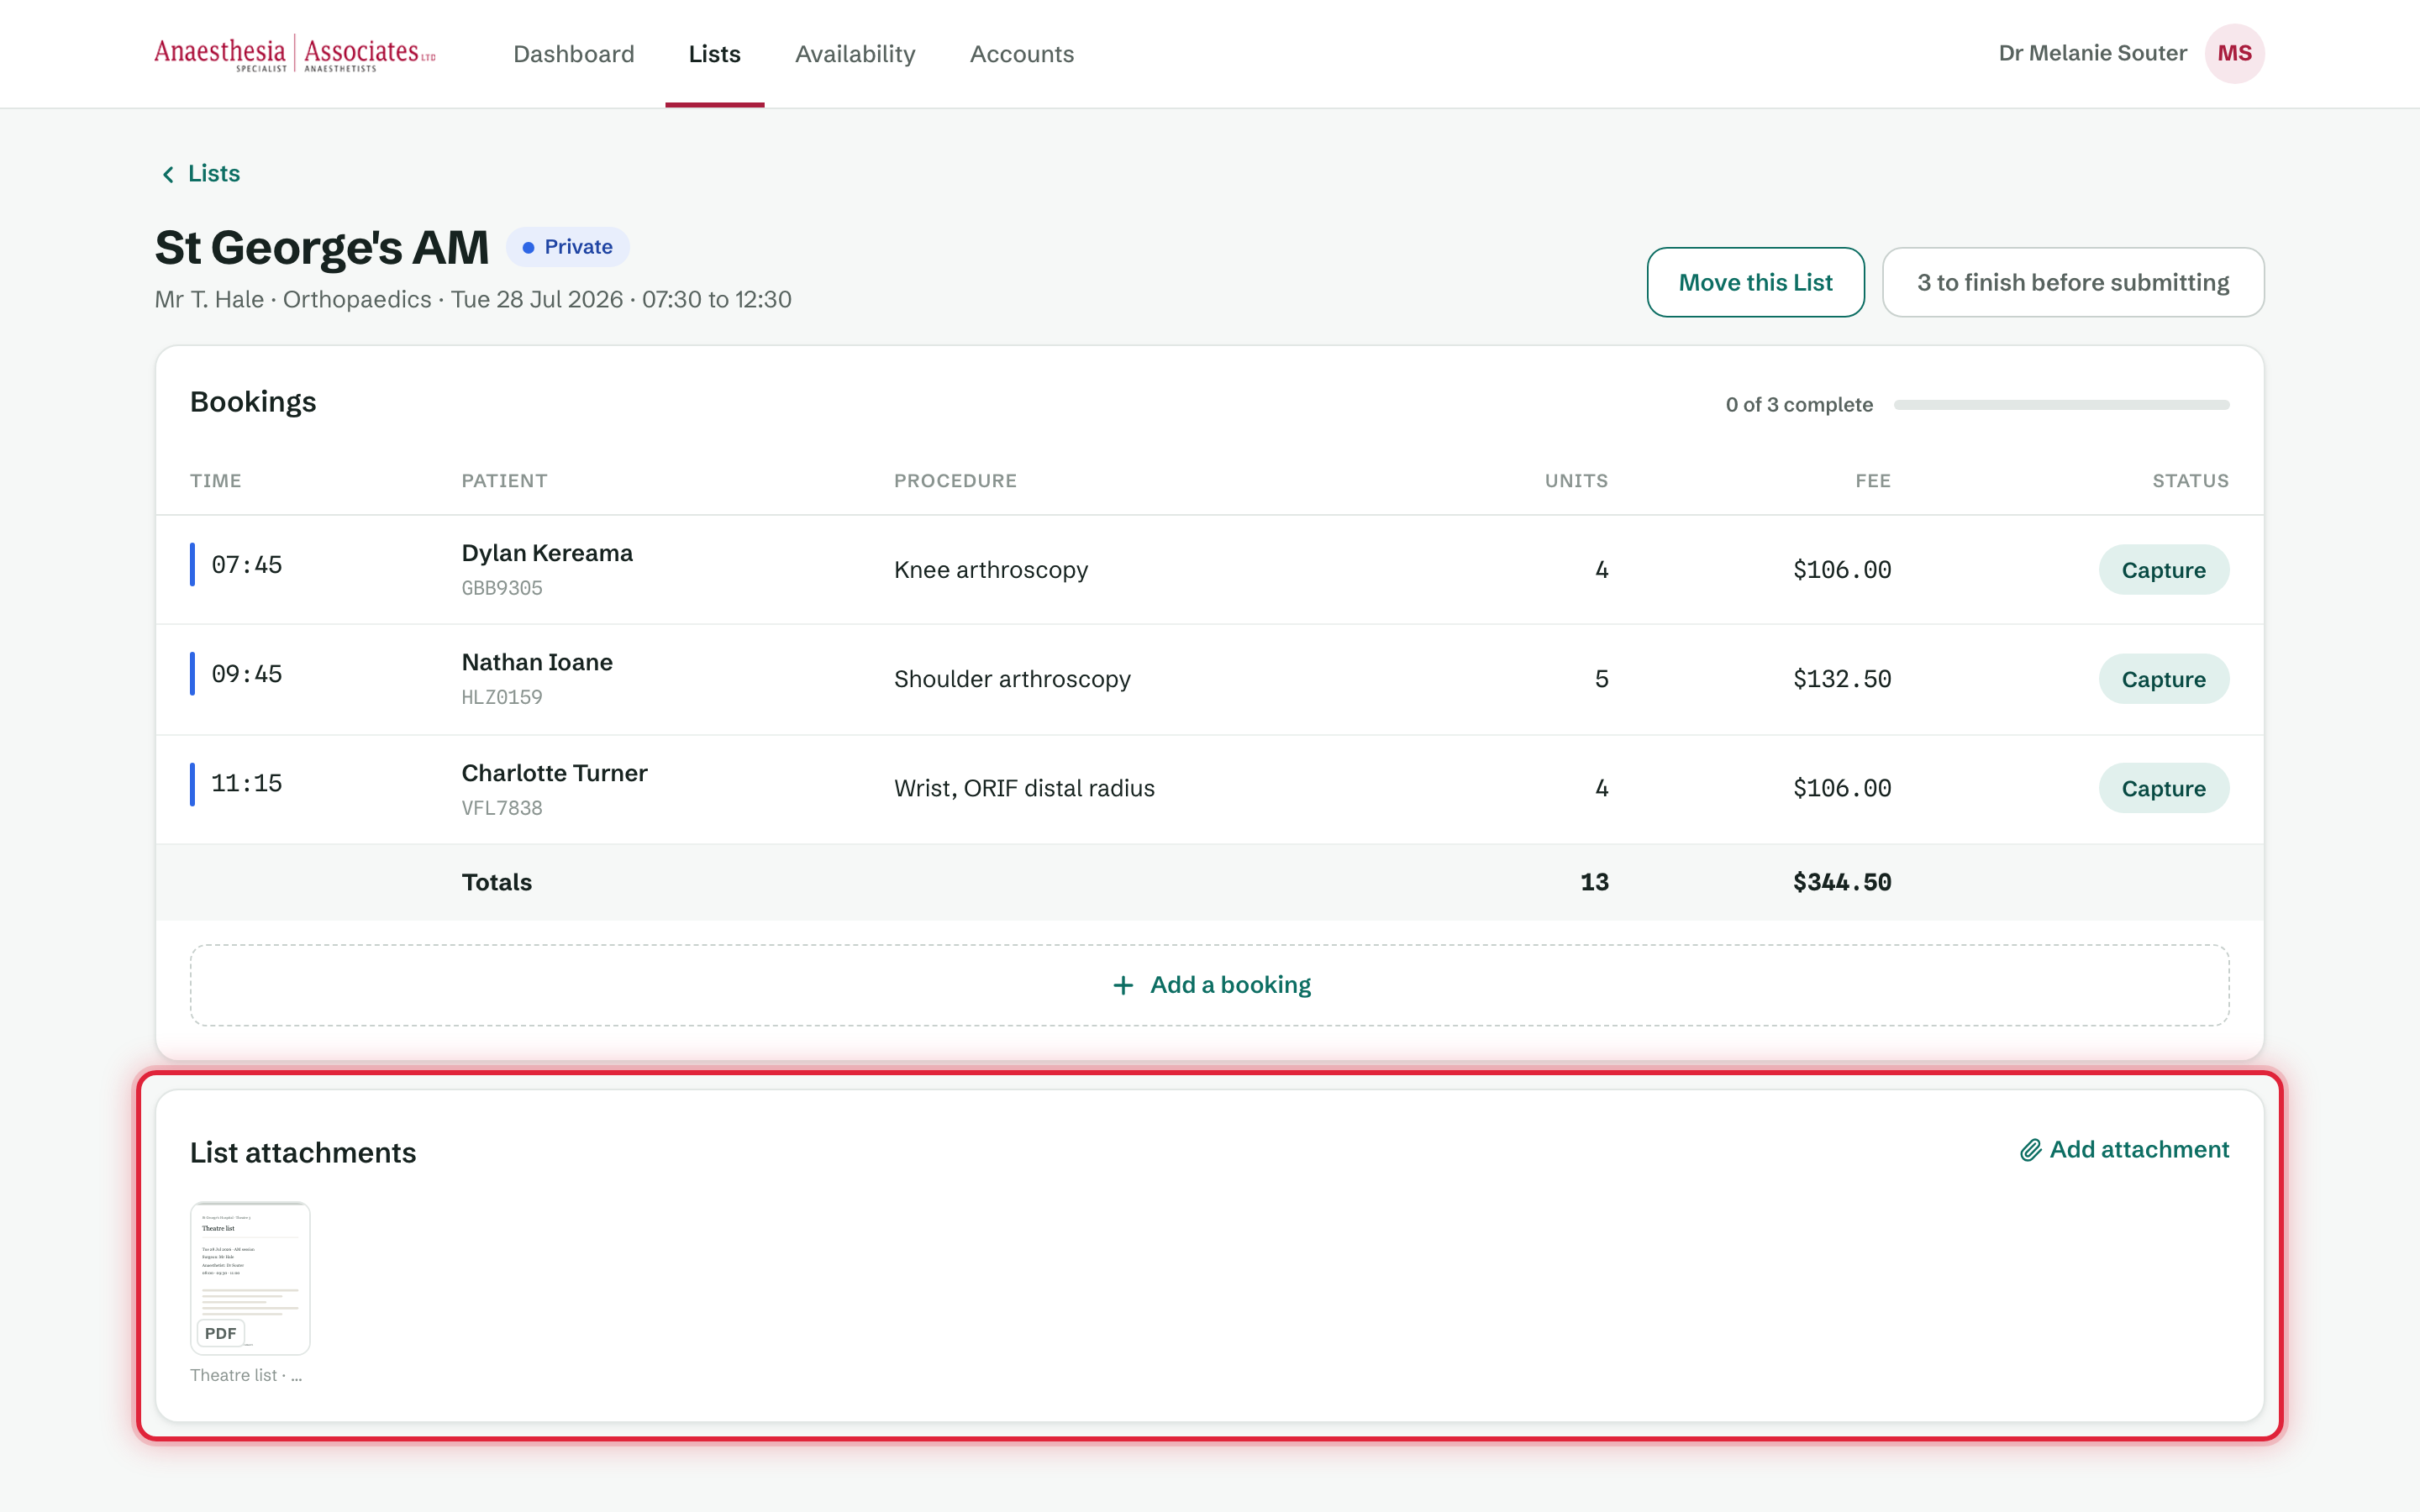 Anaesthesia | Associates LTD
SPECIALIST ANAESTHETISTS
Dashboard
Lists
Availability
Accounts
Dr Melanie Souter
MS
Lists
St George's AM
Private
Mr T. Hale · Orthopaedics · Tue 28 Jul 2026 · 07:30 to 12:30
Move this List
3 to finish before submitting
Bookings
0 of 3 complete
TIME PATIENT PROCEDURE UNITS FEE STATUS
07:45 Dylan Kereama Knee arthroscopy 4 $106.00 Capture
GBB9305
09:45 Nathan Ioane Shoulder arthroscopy 5 $132.50 Capture
HLZ0159
11:15 Charlotte Turner Wrist, ORIF distal radius 4 $106.00 Capture
VFL7838
Totals 13 $344.50
+ Add a booking
List attachments
Add attachment
Theatre list
PDF
Theatre list · ...